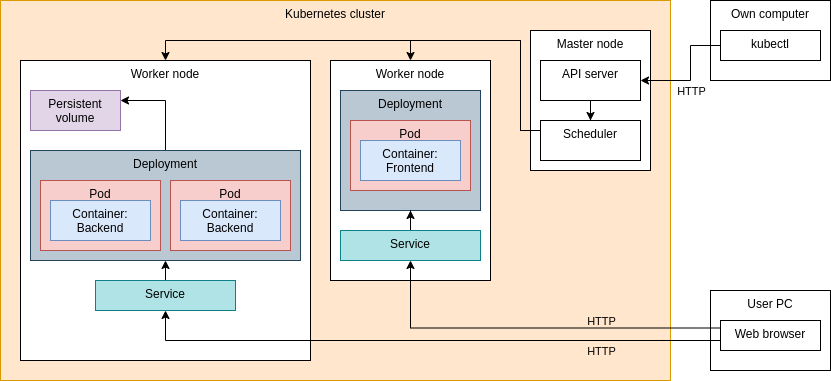 Kubernetes cluster
Own computer
kubectl
HTTP
Master node
API server
Scheduler
Worker node
Persistent
volume
Deployment
Pod
Container:
Backend
Pod
Container:
Backend
Service
Worker node
Deployment
Pod
Container:
Frontend
Service
User PC
Web browser
HTTP
HTTP